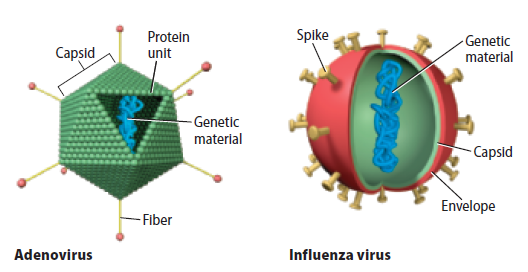 Capsid
Protein
unit
Genetic
material
Fiber
Adenovirus
Spike
Genetic
material
Capsid
Envelope
Influenza virus